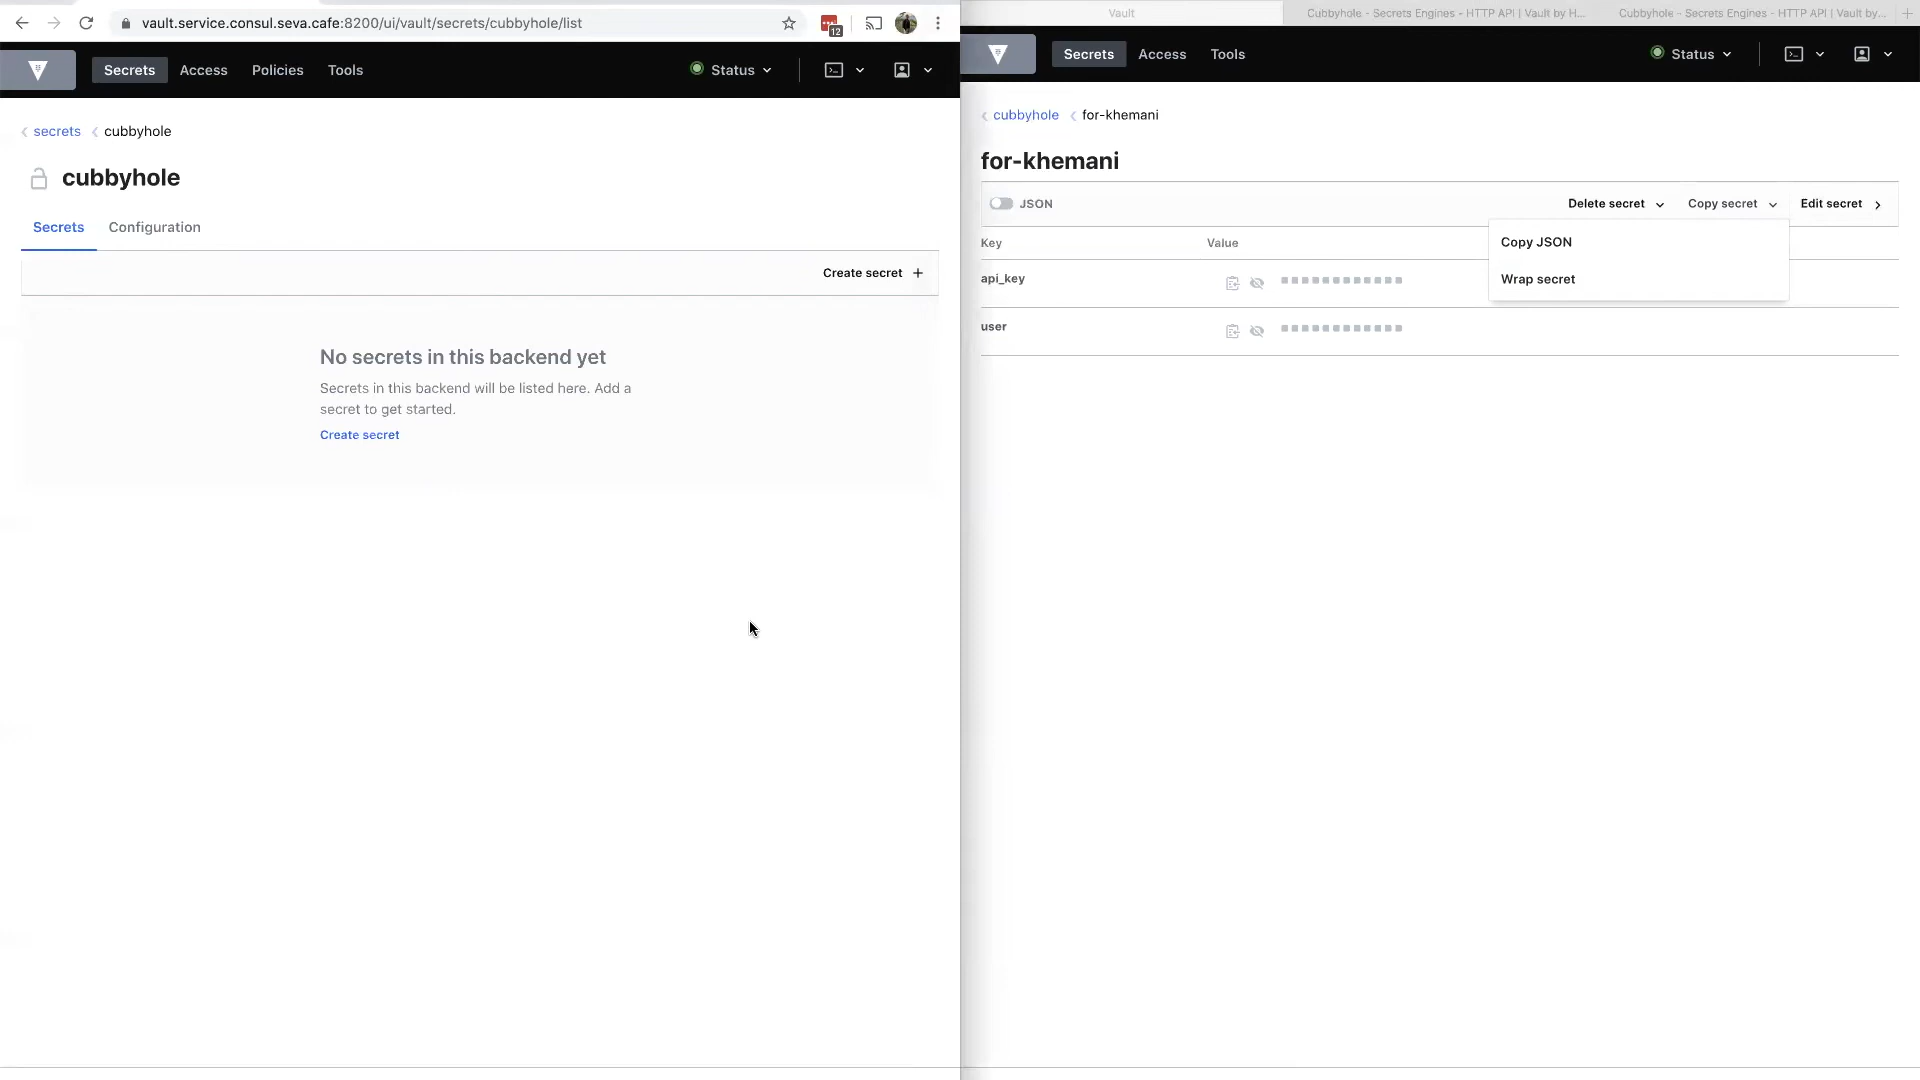 vault.service.consul.seva.cafe:8200/ui/vault/secrets/cubbyhole/list
12
Secrets Access Policies Tools Status
secrets cubbyhole
cubbyhole
Secrets Configuration
Create secret +
No secrets in this backend yet
Secrets in this backend will be listed here. Add a
secret to get started.
Create secret
Vault
Cubbyhole - Secrets Engines - HTTP API | Vault by H...
Cubbyhole - Secrets Engines - HTTP API | Vault by...
Secrets Access Tools Status
cubbyhole for-khemani
for-khemani
JSON Delete secret Copy secret Edit secret
Copy JSON
Wrap secret
Key Value
api_key
user